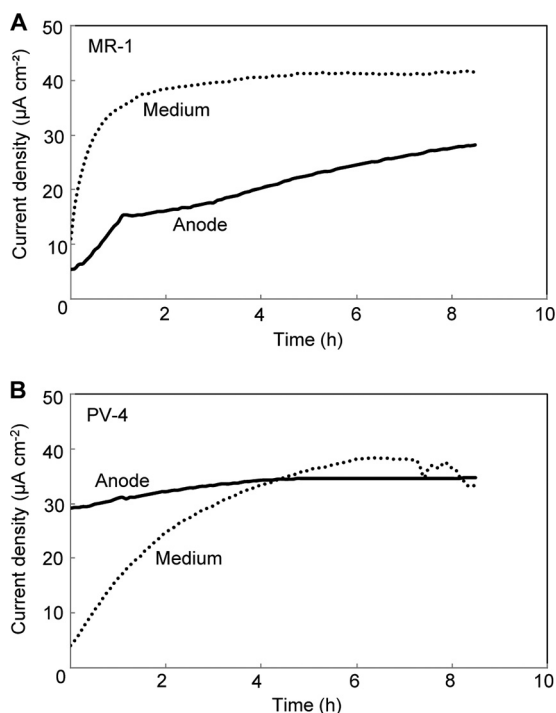 A
MR-1
Current density (µA cm⁻²)
50
40
30
20
10
0
Medium
Anode
2
4
6
8
10
Time (h)
B
PV-4
Current density (µA cm⁻²)
50
40
30
20
10
0
Anode
Medium
2
4
6
8
10
Time (h)